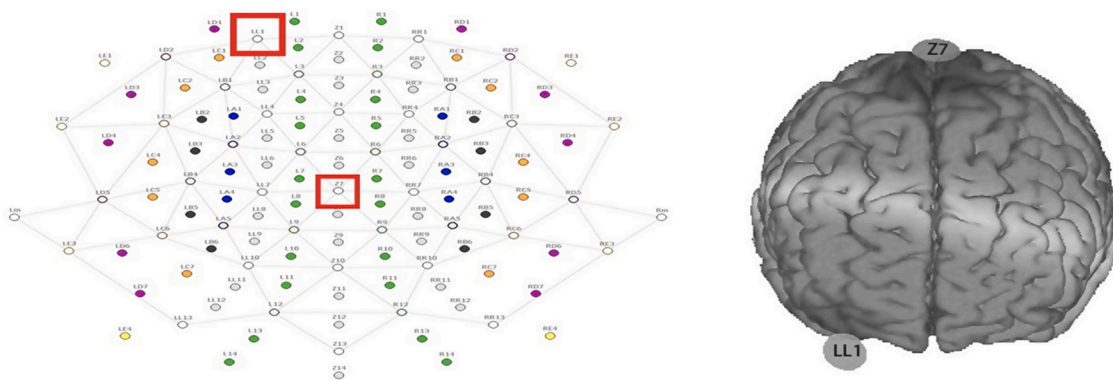 LD1 L1 R1 RD1
LL1 Z1 RR1
L2 R2
LD2 LC1 RC1 RD2
LE1 LL2 Z2 RR2 RE1
L3 R3
LC2 LB1 LL3 Z3 RR3 RB1 RC2
LD3 L4 R4 RD3
LA1 LL4 Z4 RR4 RA1
LE2 LC3 LB2 L5 R5 RB2 RC3 RE2
LL5 Z5 RR5
LD4 LA2 RA2 RD4
LB3 L6 R6 RB3
LC4 LL6 Z6 RR6 RC4
LA3 L7 R7 RA3
LB4 RB4
LD5 LC5 LA4 LL7 Z7 RR7 RA4 RC5 RD5
L8 R8
Lm LB5 LL8 RR8 RB5 Rm
LA5 L9 R9 RA5
LE3 LC6 LL9 Z9 RR9 RC6 RE3
LD6 LB6 L10 R10 RB6 RD6
LL10 Z10 RR10
LC7 L11 R11 RC7
LD7 LL11 RR11 RD7
Z11
LL12 L12 R12 RR12
LL13 Z12 RR13
LE4 L13 R13 RE4
Z13
L14 R14
Z14
Z7
LL1